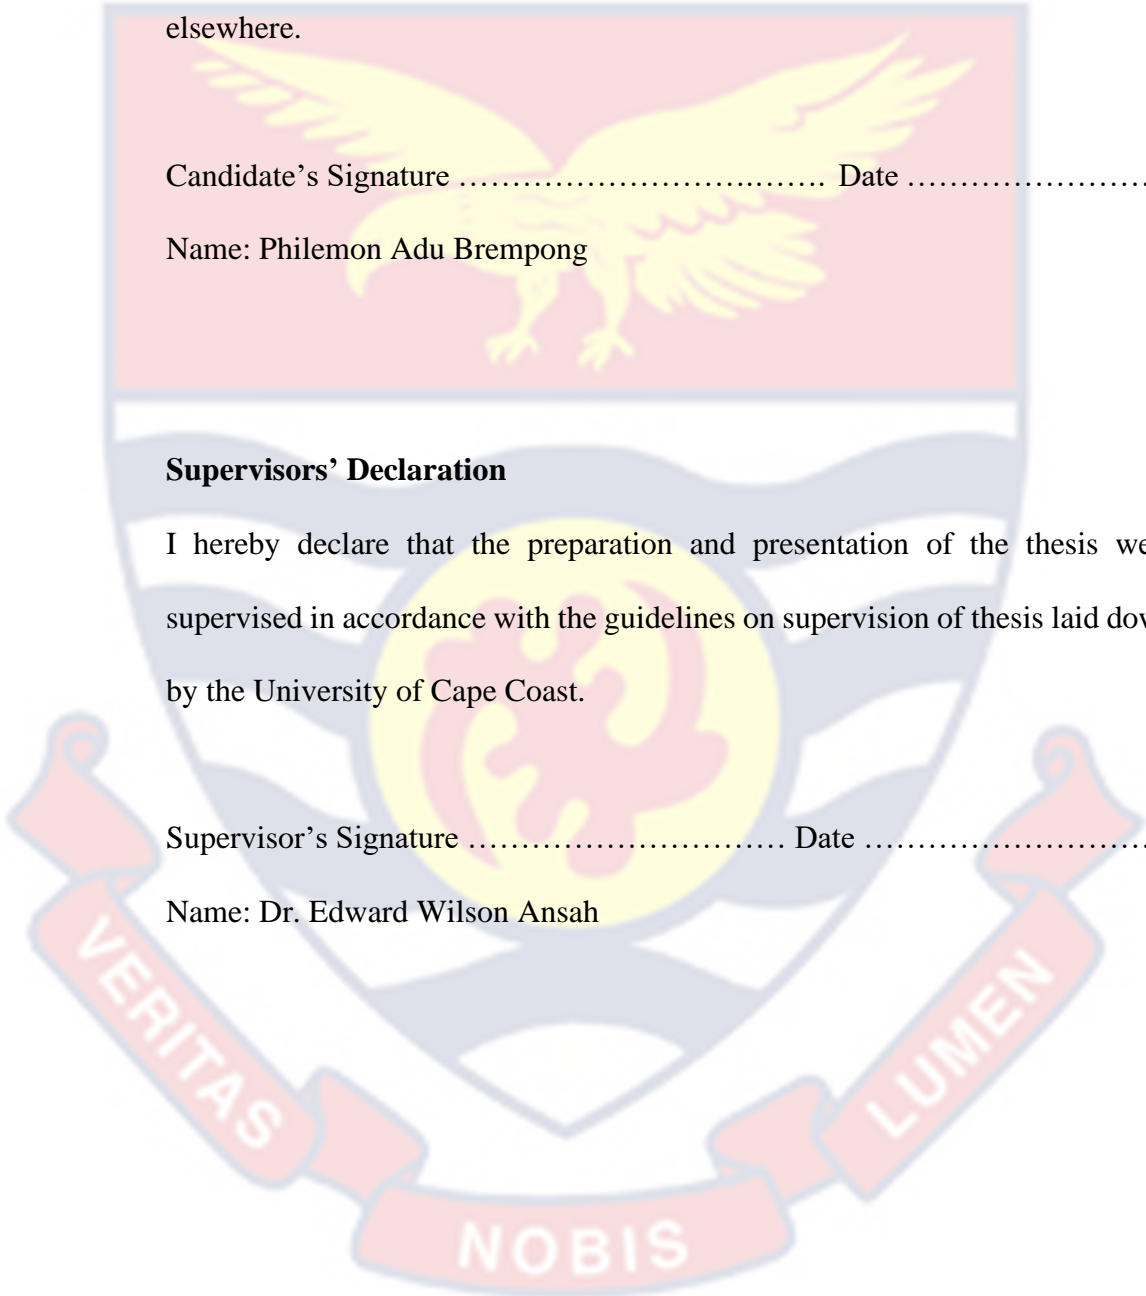 elsewhere.
Candidate’s Signature ………………………..……. Date ……………………
Name: Philemon Adu Brempong
Supervisors’ Declaration
I hereby declare that the preparation and presentation of the thesis we
supervised in accordance with the guidelines on supervision of thesis laid dow
by the University of Cape Coast.
Supervisor’s Signature ………………………… Date ………………………
Name: Dr. Edward Wilson Ansah
VERITAS
NOBIS
LUMEN